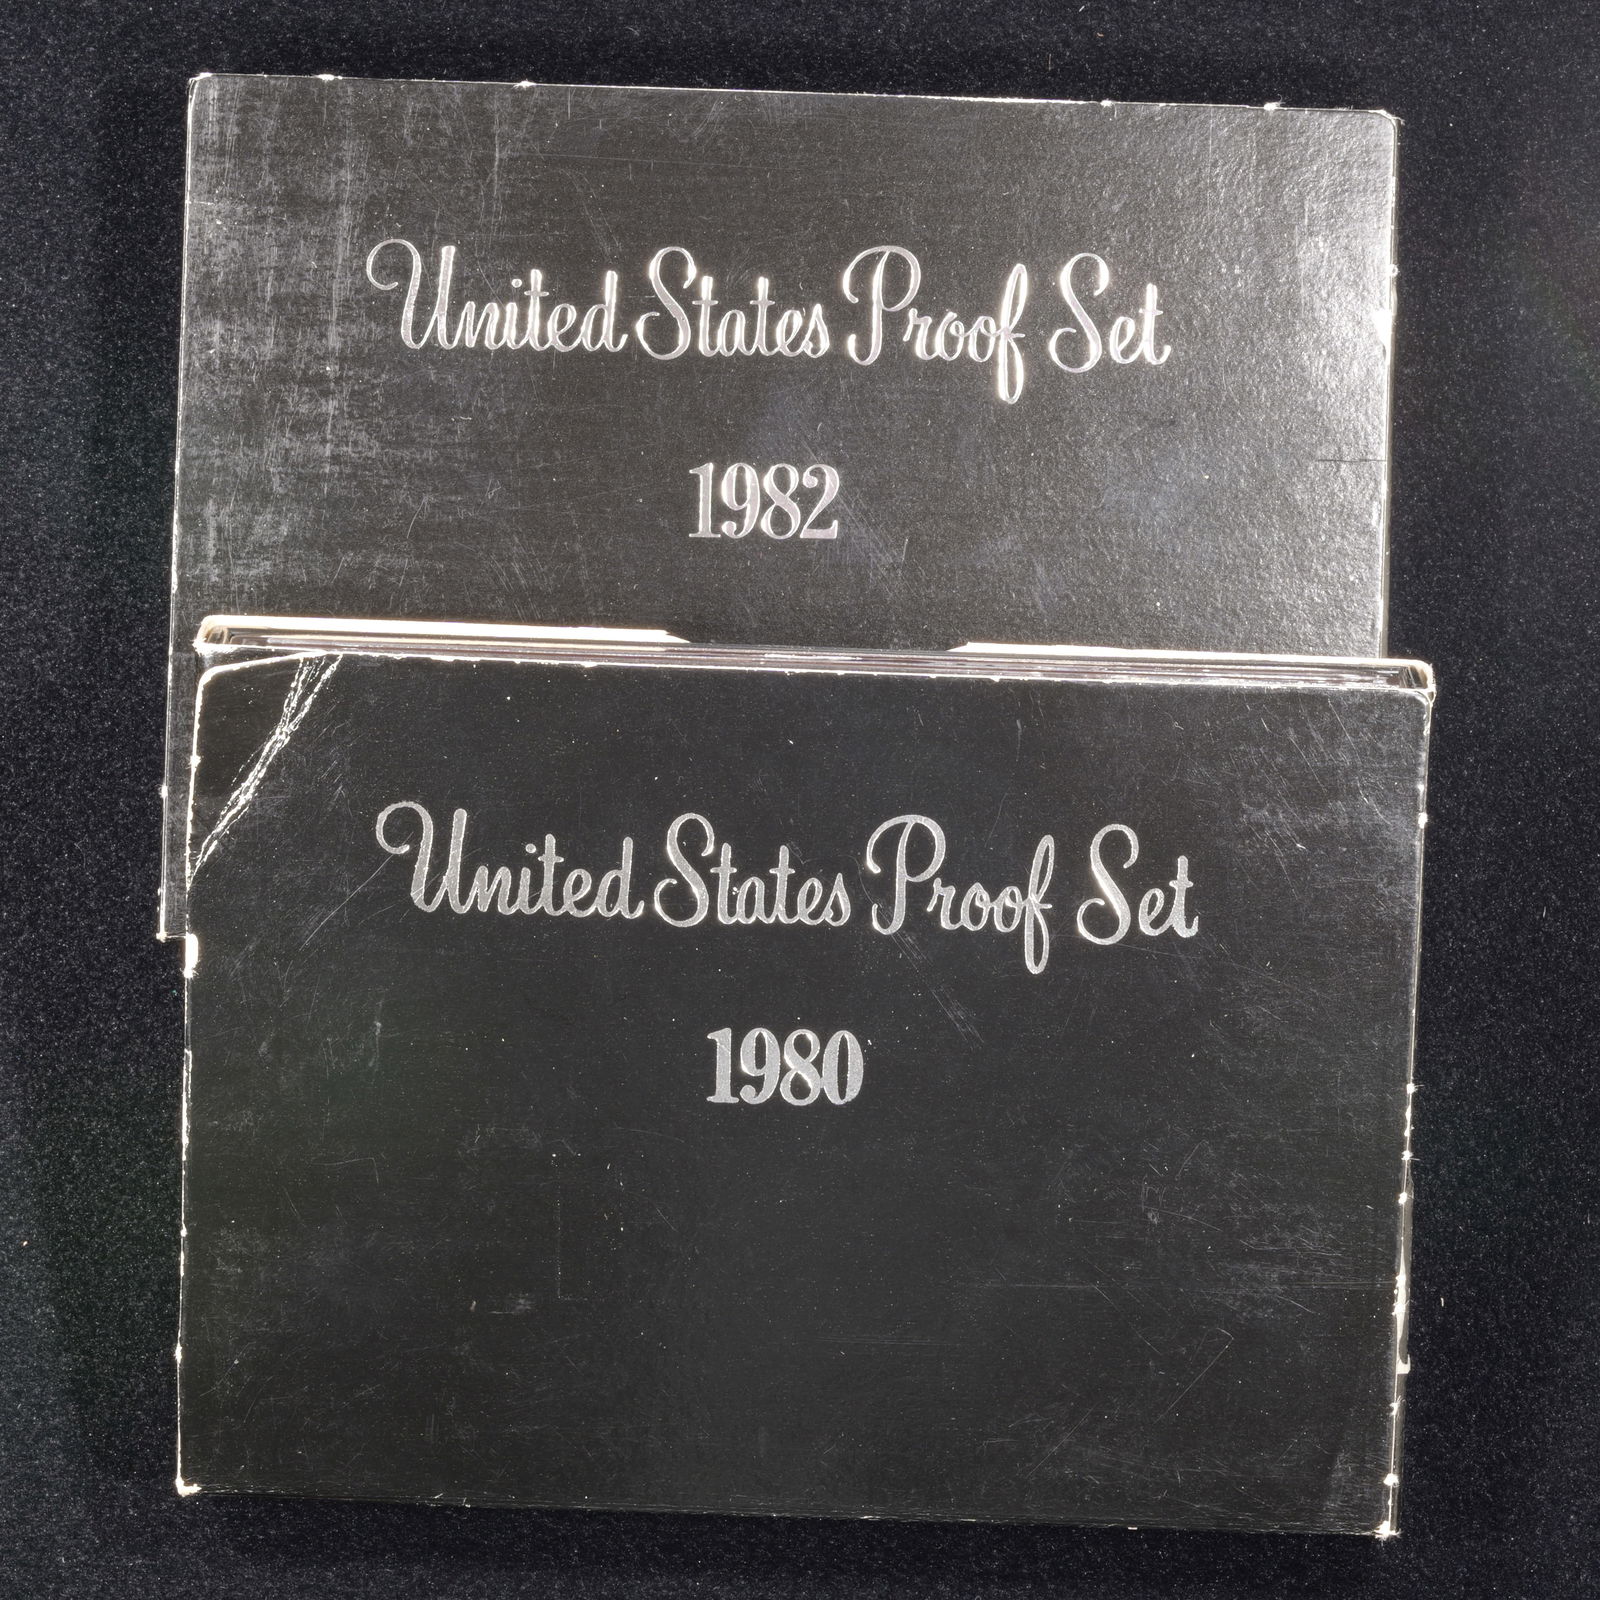 United States Proof Set
1982
United States Proof Set
1980